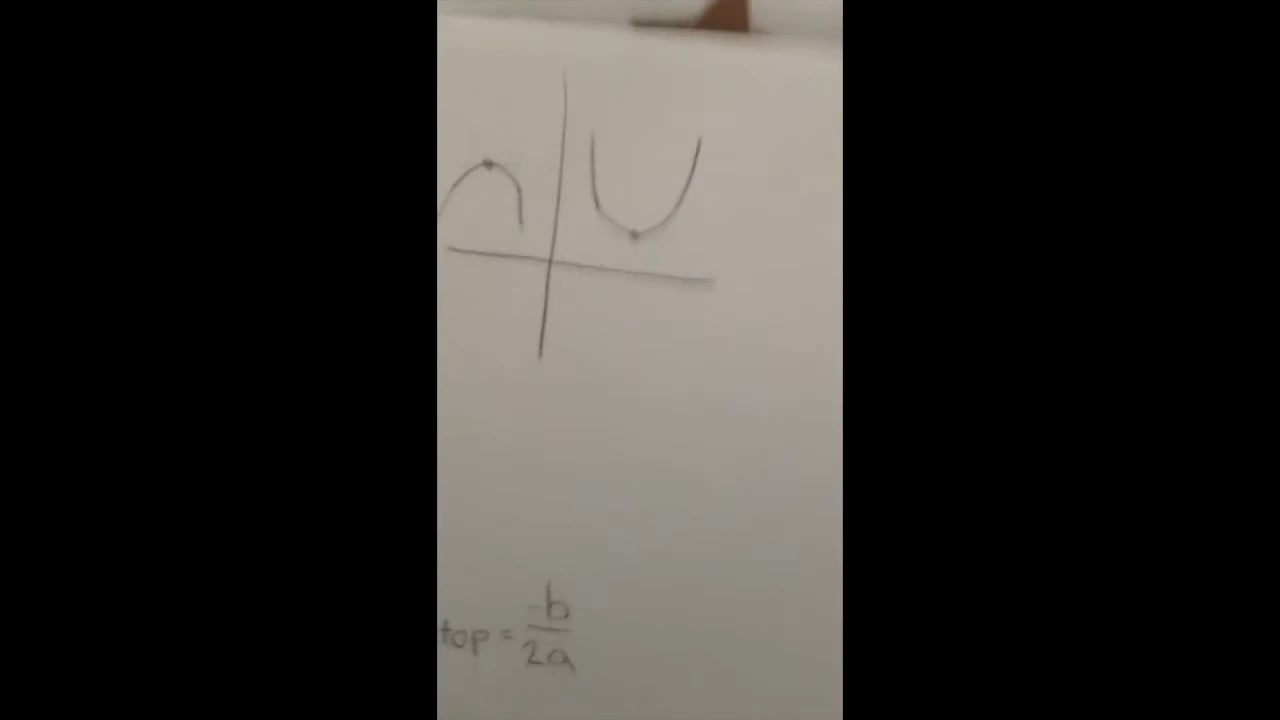 top = -b/2a